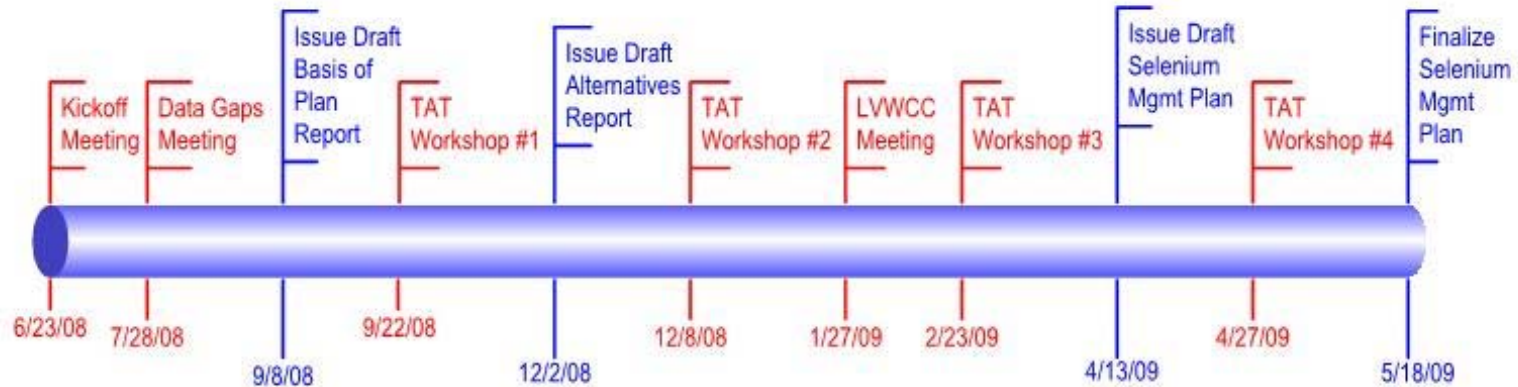 Kickoff
Meeting
Data Gaps
Meeting
Issue Draft
Basis of
Plan
Report
TAT
Workshop #1
Issue Draft
Alternatives
Report
TAT
Workshop #2
LVWCC
Meeting
TAT
Workshop #3
Issue Draft
Selenium
Mgmt Plan
TAT
Workshop #4
Finalize
Selenium
Mgmt
Plan
6/23/08
7/28/08
9/8/08
9/22/08
12/2/08
12/8/08
1/27/09
2/23/09
4/13/09
4/27/09
5/18/09